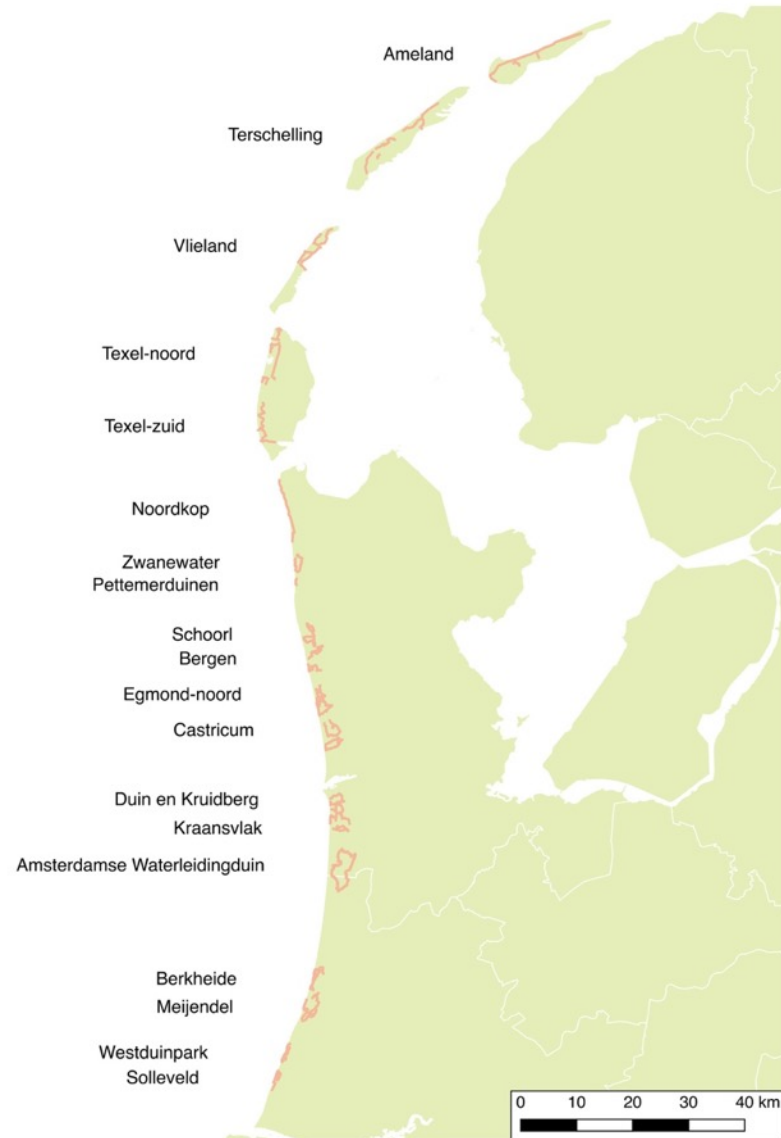 Ameland
Terschelling
Vlieland
Texel-noord
Texel-zuid
Noordkop
Zwanewater
Pettemerduinen
Schoorl
Bergen
Egmond-noord
Castricum
Duin en Kruidberg
Kraansvlak
Amsterdamse Waterleidingduin
Berkheide
Meijendel
Westduinpark
Solleveld
0 10 20 30 40 km